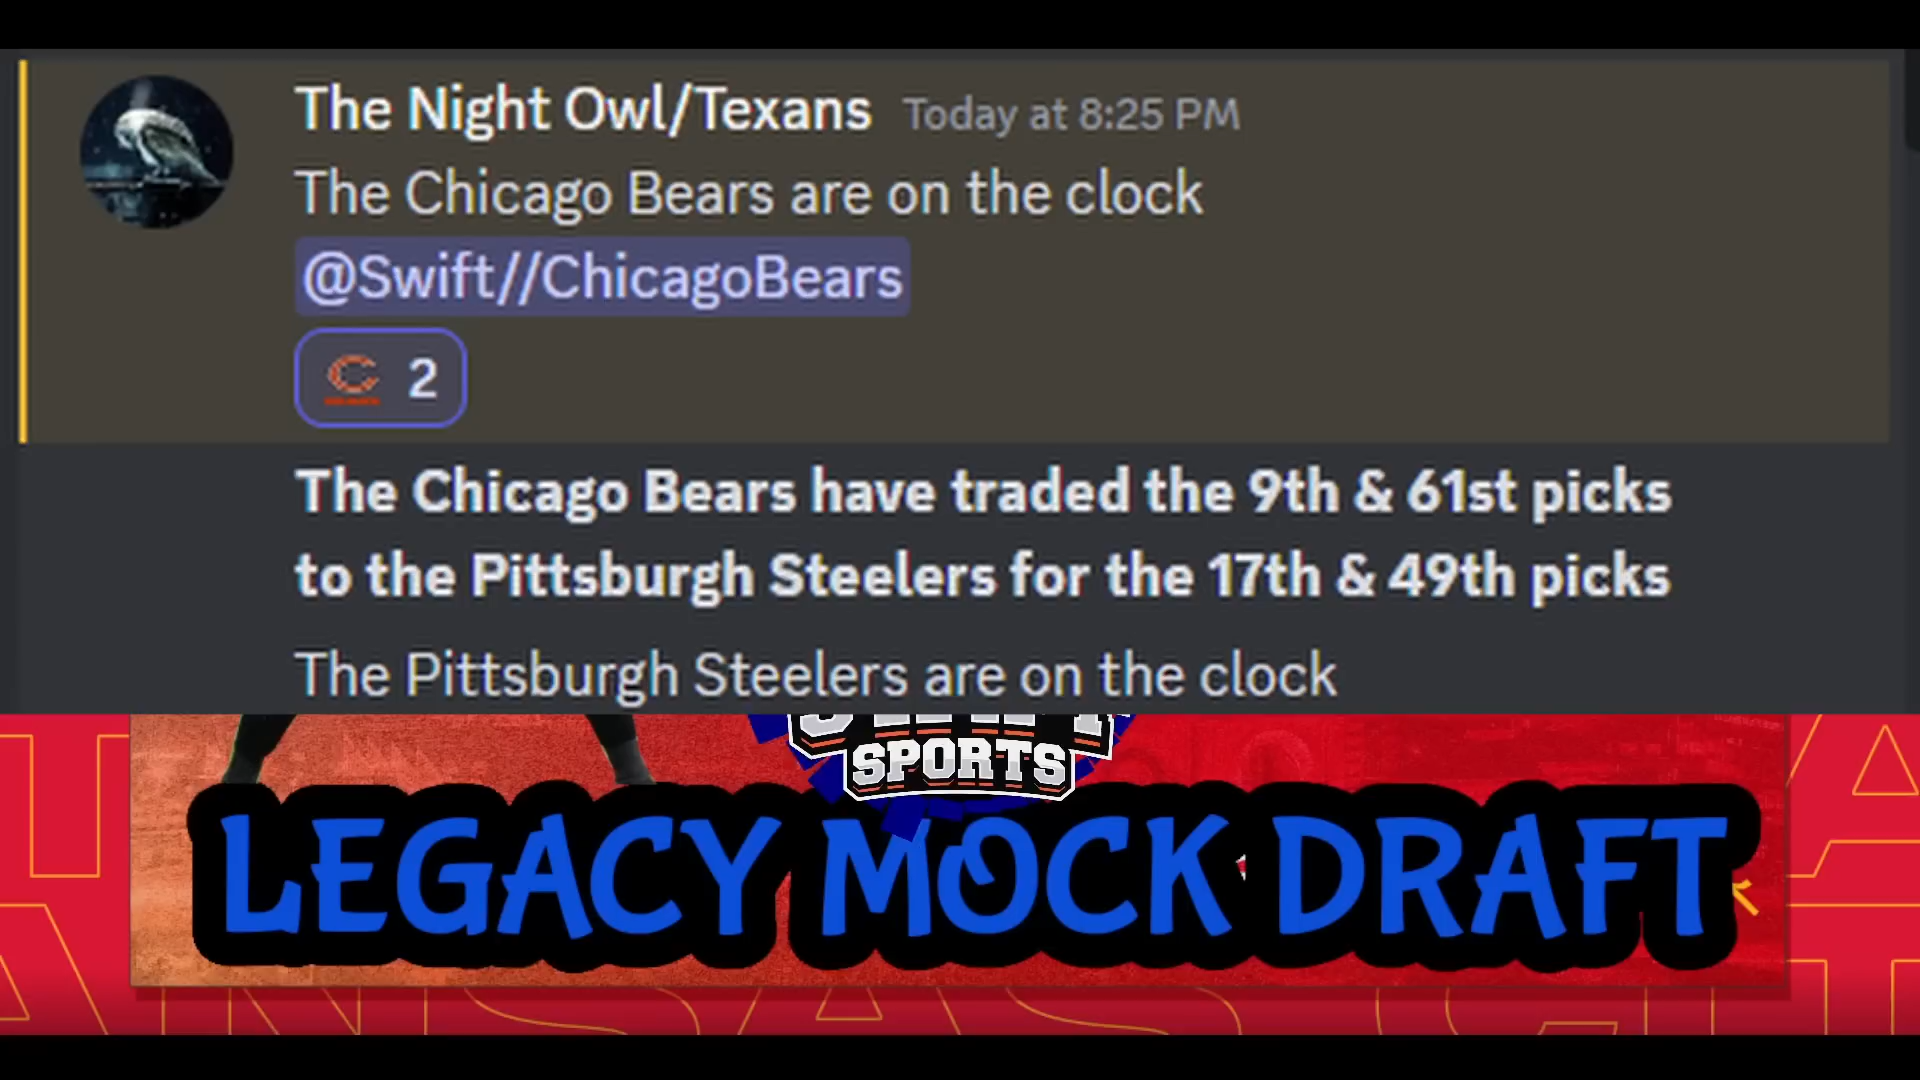 The Night Owl/Texans Today at 8:25 PM
The Chicago Bears are on the clock
@Swift//ChicagoBears
2
The Chicago Bears have traded the 9th & 61st picks
to the Pittsburgh Steelers for the 17th & 49th picks
The Pittsburgh Steelers are on the clock
SPORTS
LEGACY MOCK DRAFT